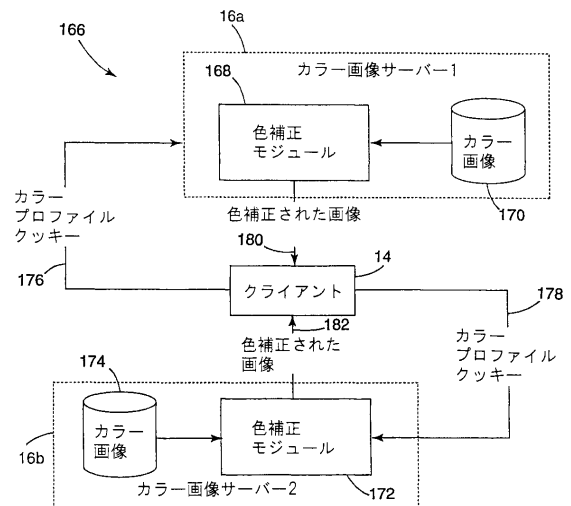 166
16a
カラー画像サーバー1
168
色補正
モジュール
カラー
画像
170
色補正された画像
カラー
プロファイル
クッキー
176
180
14
クライアント
178
182
色補正された
画像
カラー
プロファイル
クッキー
174
カラー
画像
色補正
モジュール
16b
カラー画像サーバー2
172